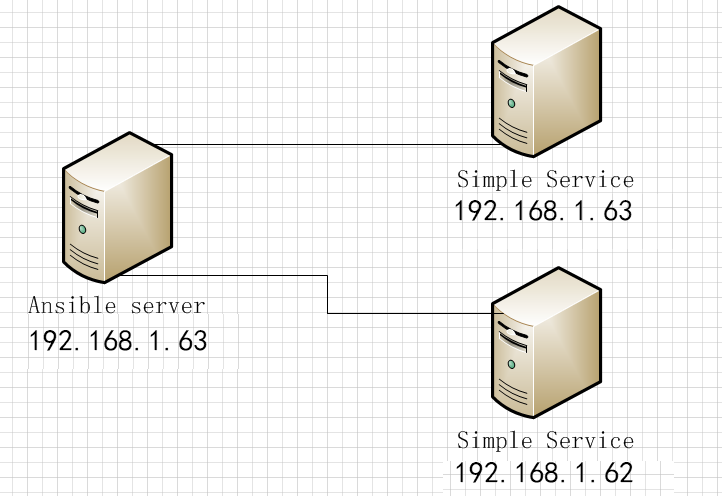 Simple Service
192.168.1.63
Ansible server
192.168.1.63
Simple Service
192.168.1.62